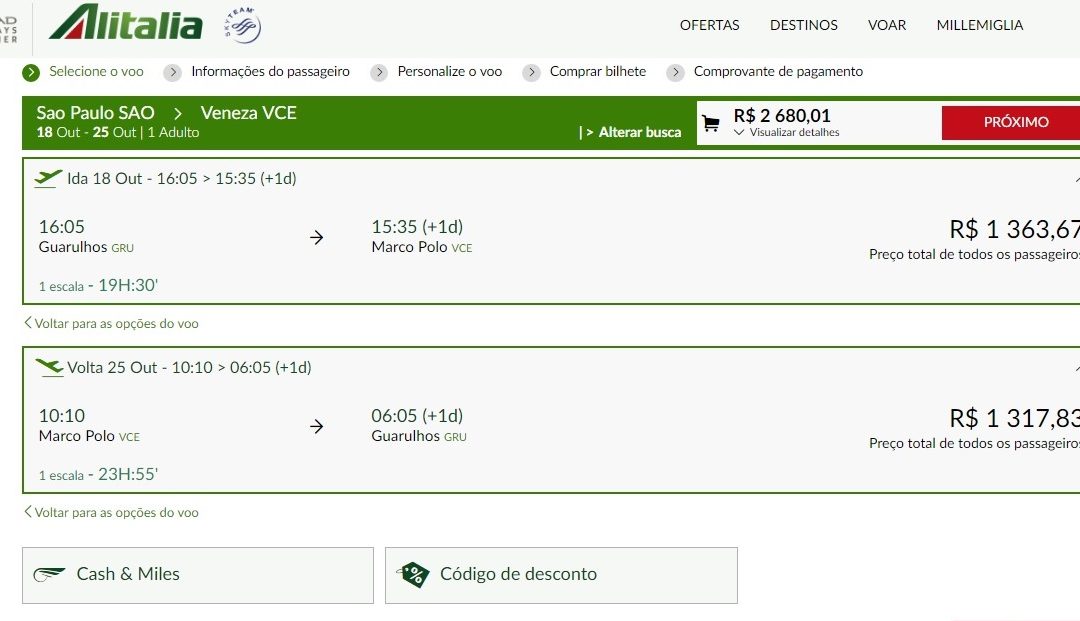 Alitalia
SKYTEAM
OFERTAS DESTINOS VOAR MILLEMIGLIA
Selecione o voo Informações do passageiro Personalize o voo Comprar bilhete Comprovante de pagamento
Sao Paulo SAO > Veneza VCE
18 Out - 25 Out | 1 Adulto
| > Alterar busca
R$ 2 680,01
Visualizar detalhes
PRÓXIMO
Ida 18 Out - 16:05 > 15:35 (+1d)
16:05 → 15:35 (+1d)
Guarulhos GRU Marco Polo VCE
R$ 1 363,67
Preço total de todos os passageiros
1 escala - 19H:30'
Voltar para as opções do voo
Volta 25 Out - 10:10 > 06:05 (+1d)
10:10 → 06:05 (+1d)
Marco Polo VCE Guarulhos GRU
R$ 1 317,83
Preço total de todos os passageiros
1 escala - 23H:55'
Voltar para as opções do voo
Cash & Miles
Código de desconto